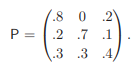 P = (.8 0 .2
.2 .7 .1
.3 .3 .4).